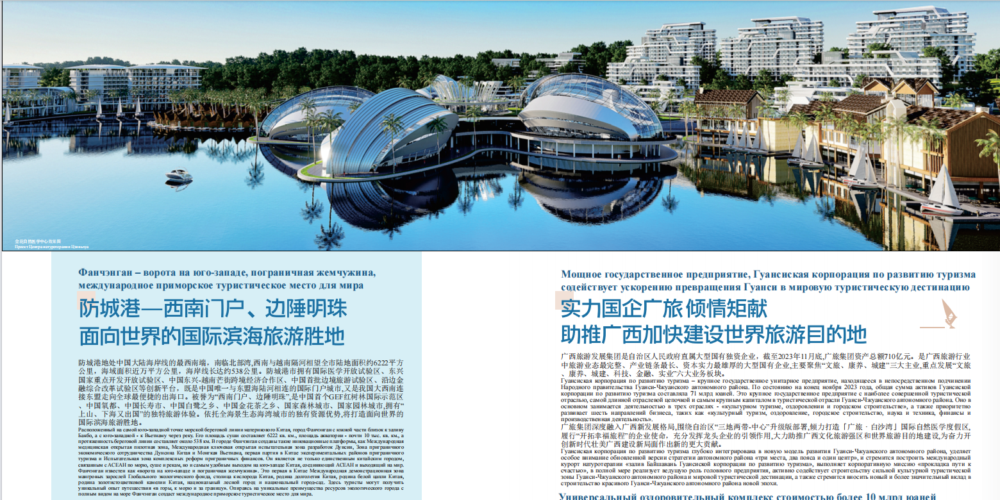 金花自然医学中心效果图
Проект Центра натуротерапии Цзиньхуа
Фанчэнган – ворота на юго-западе, пограничная жемчужина,
международное приморское туристическое место для мира
防城港—西南门户、边陲明珠
面向世界的国际滨海旅游胜地
防城港地处中国大陆海岸线的最西南端，南临北部湾,西南与越南隔河相望全市陆地面积约6222平方
公里，海域面积近万平方公里，海岸线长达约538公里。防城港市拥有国际医学开放试验区、东兴
国家重点开发开放试验区、中国东兴-越南芒街跨境经济合作区、中国首批边境旅游试验区、沿边金
融综合改革试验区等创新平台，既是中国唯一与东盟海陆河相连的国际门户城市,又是我国大西南连
接东盟走向全球最便捷的出海口。被誉为“西南门户、边陲明珠”,是中国首个GEF红树林国际示范区
、中国氧都、中国长寿市、中国白鹭之乡、中国金花茶之乡、国家森林城市、国家园林城市,拥有“
上山、下海又出国”的独特旅游体验。依托全海景生态海湾城市的独有资源优势,将打造面向世界的
国际滨海旅游胜地。
Расположенный на самой юго-западной точке морской береговой линии материкового Китая, город Фанчэнган с южной части близок к заливу
Бакбо, а с юго-западной - к Вьетнаму через реку. Его площадь суши составляет 6222 кв. км., площадь акватории - почти 10 тыс. кв. км., а
протяженность береговой линии составляет около 538 км. В городе Фанчэнган созданы такие инновационные платформы, как Международная
медицинская открытая пилотная зона, Международная ключевая открытая испытательная зона разработок Дунсин, Зона приграничного
экономического сотрудничества Дунсина Китая и Монгкая Вьетнама, первая партия в Китае экспериментальных районов приграничного
туризма и Испытательная зона комплексных реформ приграничных финансов. Он является не только единственным китайским городом,
связанным с АСЕАН по морю, суше и рекам, но и самым удобным выходом на юго-западе Китая, соединяющий АСЕАН и выходящий на мир.
Фанчэнган известен как «ворота на юго-западе и пограничная жемчужина». Это первая в Китае Международная демонстрационная зона
мангровых зарослей Глобального экологического фонда, столица кислорода Китая, родина долголетия Китая, родина белой цапли Китая,
родина золотистоцветковой камелии Китая, национальный лесной город и национальный город-сад. Здесь туристы могут получить
уникальный опыт путешествия «в горы, к морю и за границу». Опираясь на уникальные преимущества ресурсов экологического города с
полным видом на море Фанчэнган создаст международное приморское туристическое место для мира.
Мощное государственное предприятие, Гуансиская корпорация по развитию туризма
содействует ускорению превращения Гуанси в мировую туристическую дестинацию
实力国企广旅 倾情矩献
助推广西加快建设世界旅游目的地
广西旅游发展集团是自治区人民政府直属大型国有独资企业，截至2023年11月底,广旅集团资产总额710亿元。是广西旅游行业
中旅游业态最完整、产业链条最长、资本实力最雄厚的大型国有企业,主要聚焦“文旅、康养、城建”三大主业,重点发展“文旅
、康养、城建、科技、金融、实业”六大业务板块。
Гуансиская корпорация по развитию туризма – крупное государственное унитарное предприятие, находящееся в непосредственном подчинении
Народного правительства Гуанси-Чжуанского автономного района. По состоянию на конец ноября 2023 года, общая сумма активов Гуансиской
корпорации по развитию туризма составляла 71 млрд юаней. Это крупное государственное предприятие с наиболее совершенной туристической
отраслью, самой длинной отраслевой цепочкой и самым крупным капиталом в туристической отрасли Гуанси-Чжуанского автономного района. Оно в
основном занимается деятельностью в трех отраслях - «культурном туризме, оздоровлении и городском строительстве», а также приоритетно
развивает шесть направлений бизнеса, таких как «культурный туризм, оздоровление, городское строительство, наука и техника, финансы и
производственная деятельность».
广旅集团深度融入广西新发展格局,围绕自治区“三地两带-中心”升级版部署,倾力打造「广旅·白沙湾」国际自然医学度假区,
履行“开拓幸福旅程”的企业使命，充分发挥龙头企业的引领作用,大力助推广西文化旅游强区和世界旅游目的地建设,为奋力开
创新时代壮美广西建设新局面作出新的更大贡献。
Гуансиская корпорация по развитию туризма глубоко интегрирована в новую модель развития Гуанси-Чжуанского автономного района, уделяет
особое внимание обновленной версии стратегии автономного района «три места, два пояса и один центр», и стремится построить международный
курорт натуротерапии «залив Байшавань Гуансиской корпорации по развитию туризма», выполняет корпоративную миссию «прокладка пути к
счастью», в полной мере реализует ведущую роль головного предприятия, активно содействует строительству сильной культурной туристической
зоны Гуанси-Чжуанского автономного района и мировой туристической дестинации, а также стремится вносить новый и более значительный вклад в
строительство красивого Гуанси-Чжуанского автономного района новой эпохи.
Универсальный оздоровительный комплекс стоимостью более 10 млрд юаней